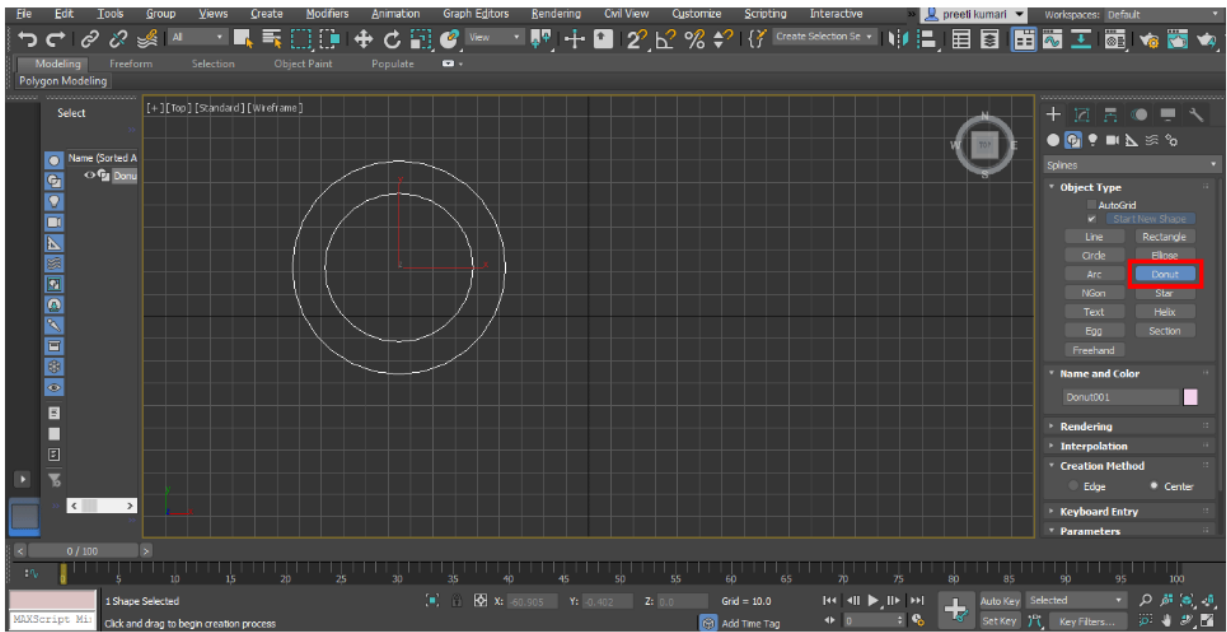 File Edit Tools Group Views Create Modifiers Animation Graph Editors Rendering Civil View Customize Scripting Interactive » preeti kumari Workspaces: Default
All View Create Selection Se
Modeling Freeform Selection Object Paint Populate
Polygon Modeling
Select
[+][Top][Standard][Wireframe]
N
W TOP E
S
Name (Sorted A
Donu
Splines
Object Type
AutoGrid
Start New Shape
Line Rectangle
Circle Ellipse
Arc Donut
NGon Star
Text Helix
Egg Section
Freehand
Name and Color
Donut001
Rendering
Interpolation
Creation Method
Edge Center
Keyboard Entry
Parameters
0 / 100
0 5 10 15 20 25 30 35 40 45 50 55 60 65 70 75 80 85 90 95 100
1 Shape Selected X: -60.905 Y: -0.402 Z: 0.0 Grid = 10.0 Auto Key Selected
MAXScript Mi: Click and drag to begin creation process Add Time Tag 0 Set Key Key Filters...